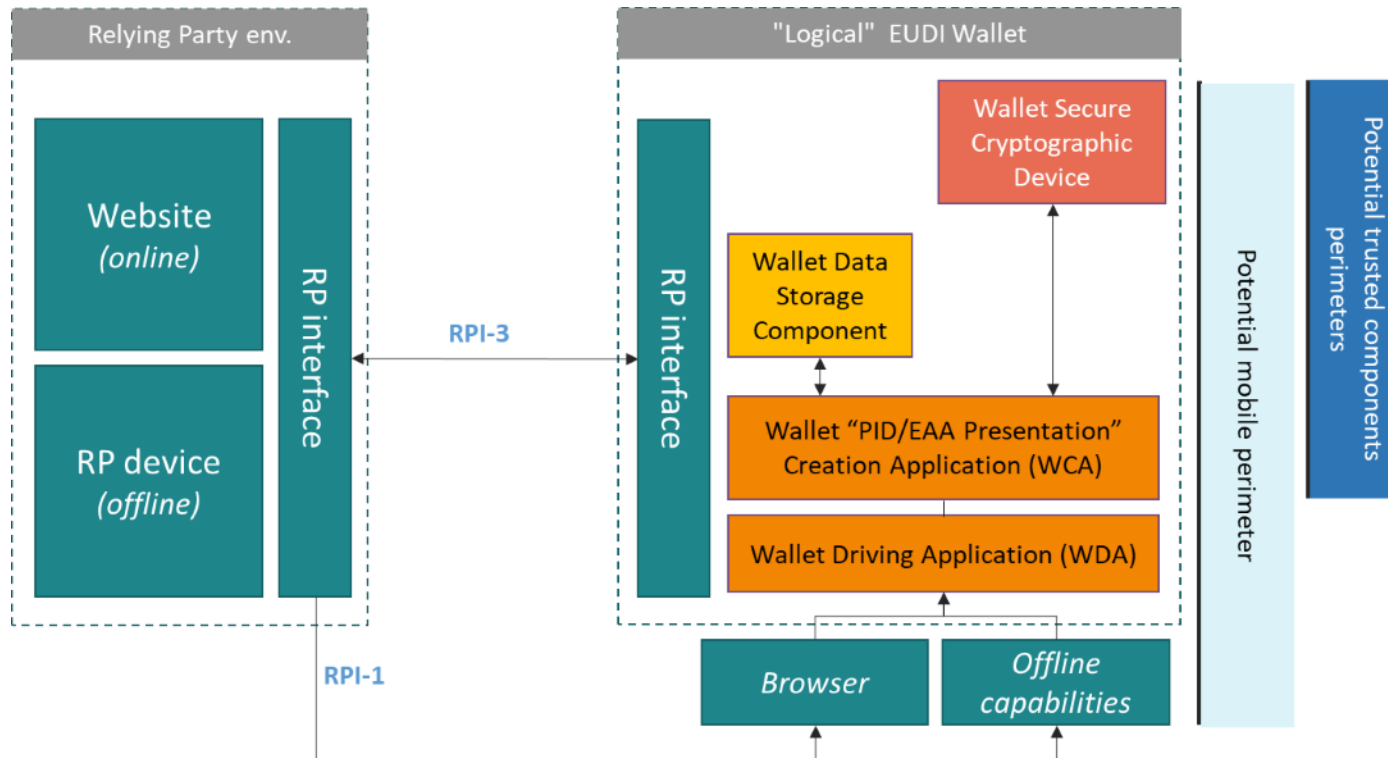 Relying Party env.
"Logical" EUDI Wallet
Website
(online)
RP device
(offline)
RP interface
RPI-3
RPI-1
RP interface
Wallet Secure
Cryptographic
Device
Wallet Data
Storage
Component
Wallet “PID/EAA Presentation”
Creation Application (WCA)
Wallet Driving Application (WDA)
Browser
Offline
capabilities
Potential mobile perimeter
Potential trusted components
perimeters